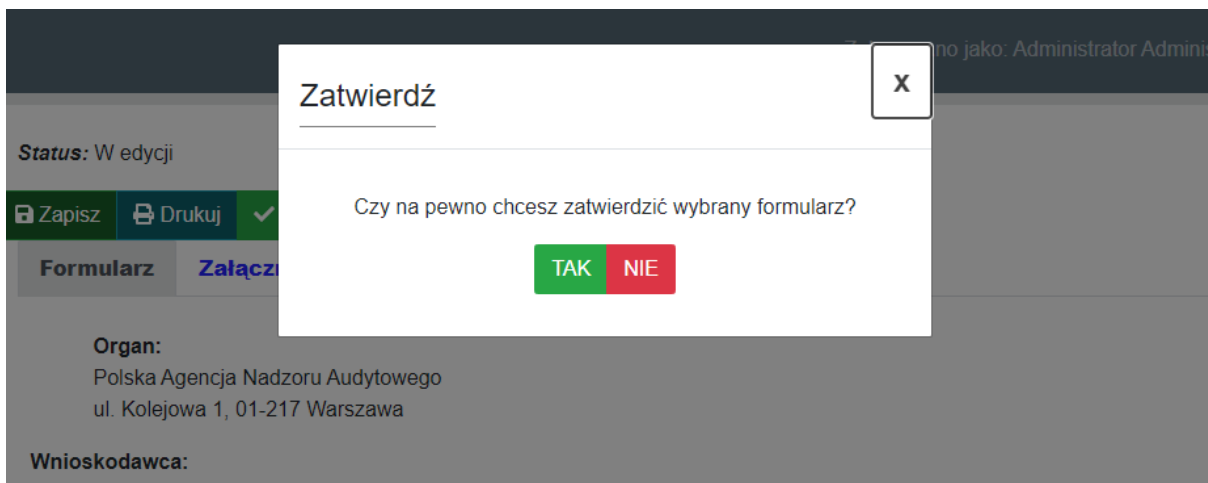 no jako: Administrator Adminis
Zatwierdź
X
Status: W edycji
Zapisz Drukuj
Czy na pewno chcesz zatwierdzić wybrany formularz?
TAK NIE
Formularz Załączn
Organ:
Polska Agencja Nadzoru Audytowego
ul. Kolejowa 1, 01-217 Warszawa
Wnioskodawca: